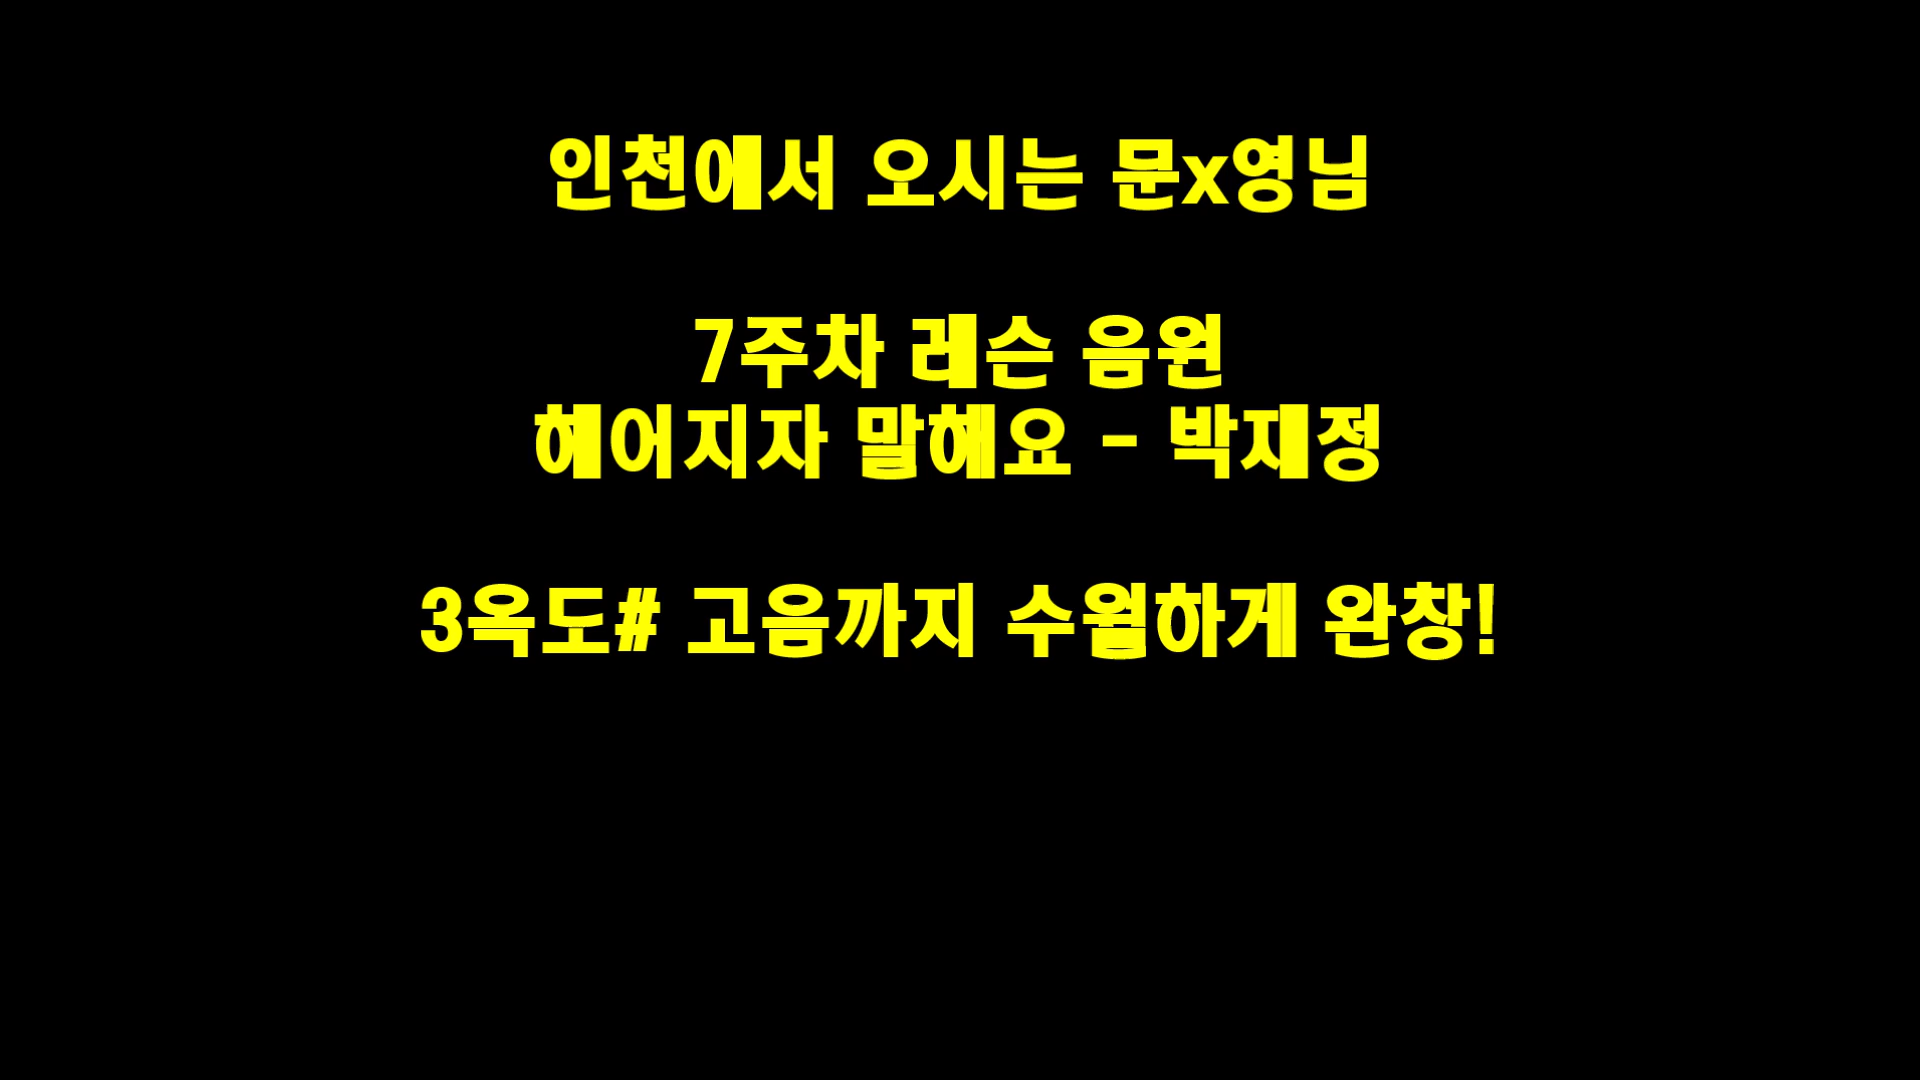 인천에서 오시는 문x영님
7주차 레슨 음원
헤어지자 말해요 - 박재정
3옥도# 고음까지 수월하게 완창!